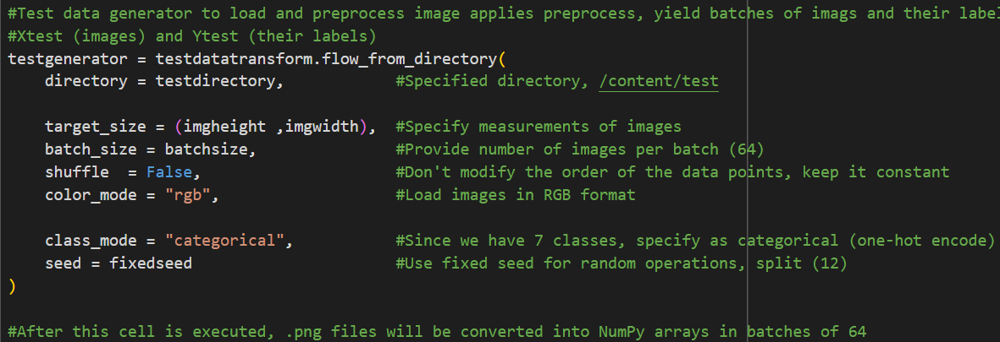 #Test data generator to load and preprocess image applies preprocess, yield batches of imags and their label
#Xtest (images) and Ytest (their labels)
testgenerator = testdatatransform.flow_from_directory(
    directory = testdirectory,            #Specified directory, /content/test
    target_size = (imgheight ,imgwidth),  #Specify measurements of images
    batch_size = batchsize,               #Provide number of images per batch (64)
    shuffle  = False,                     #Don't modify the order of the data points, keep it constant
    color_mode = "rgb",                   #Load images in RGB format
    class_mode = "categorical",           #Since we have 7 classes, specify as categorical (one-hot encode)
    seed = fixedseed                      #Use fixed seed for random operations, split (12)
)
#After this cell is executed, .png files will be converted into NumPy arrays in batches of 64